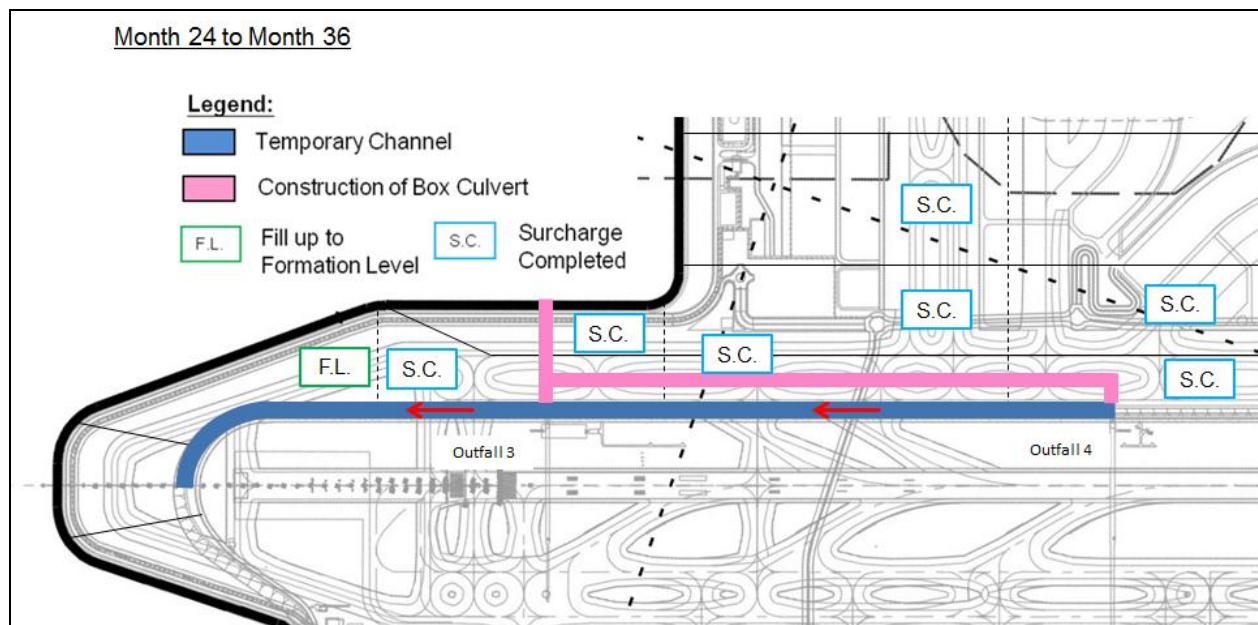 Month 24 to Month 36
Legend:
Temporary Channel
Construction of Box Culvert
F.L.
Fill up to
Formation Level
S.C.
Surcharge
Completed
S.C.
S.C.
S.C.
S.C.
S.C.
F.L.
S.C.
S.C.
Outfall 3
Outfall 4